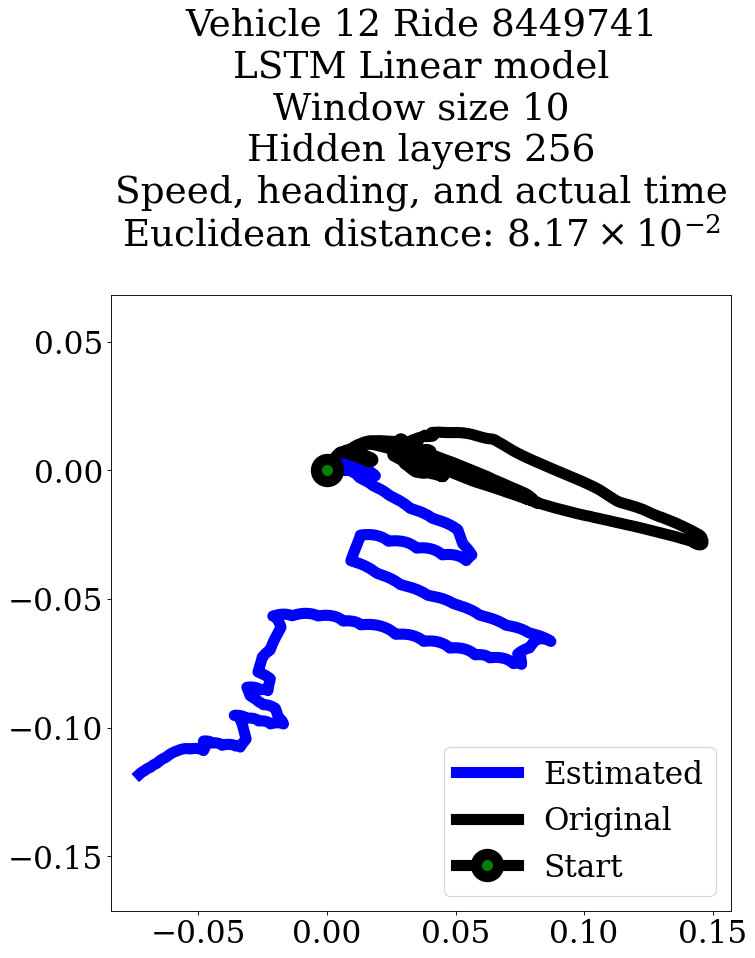 Vehicle 12 Ride 8449741
LSTM Linear model
Window size 10
Hidden layers 256
Speed, heading, and actual time
Euclidean distance: 8.17 × 10⁻²
0.05
0.00
−0.05
−0.10
−0.15
Estimated
Original
Start
−0.05 0.00 0.05 0.10 0.15